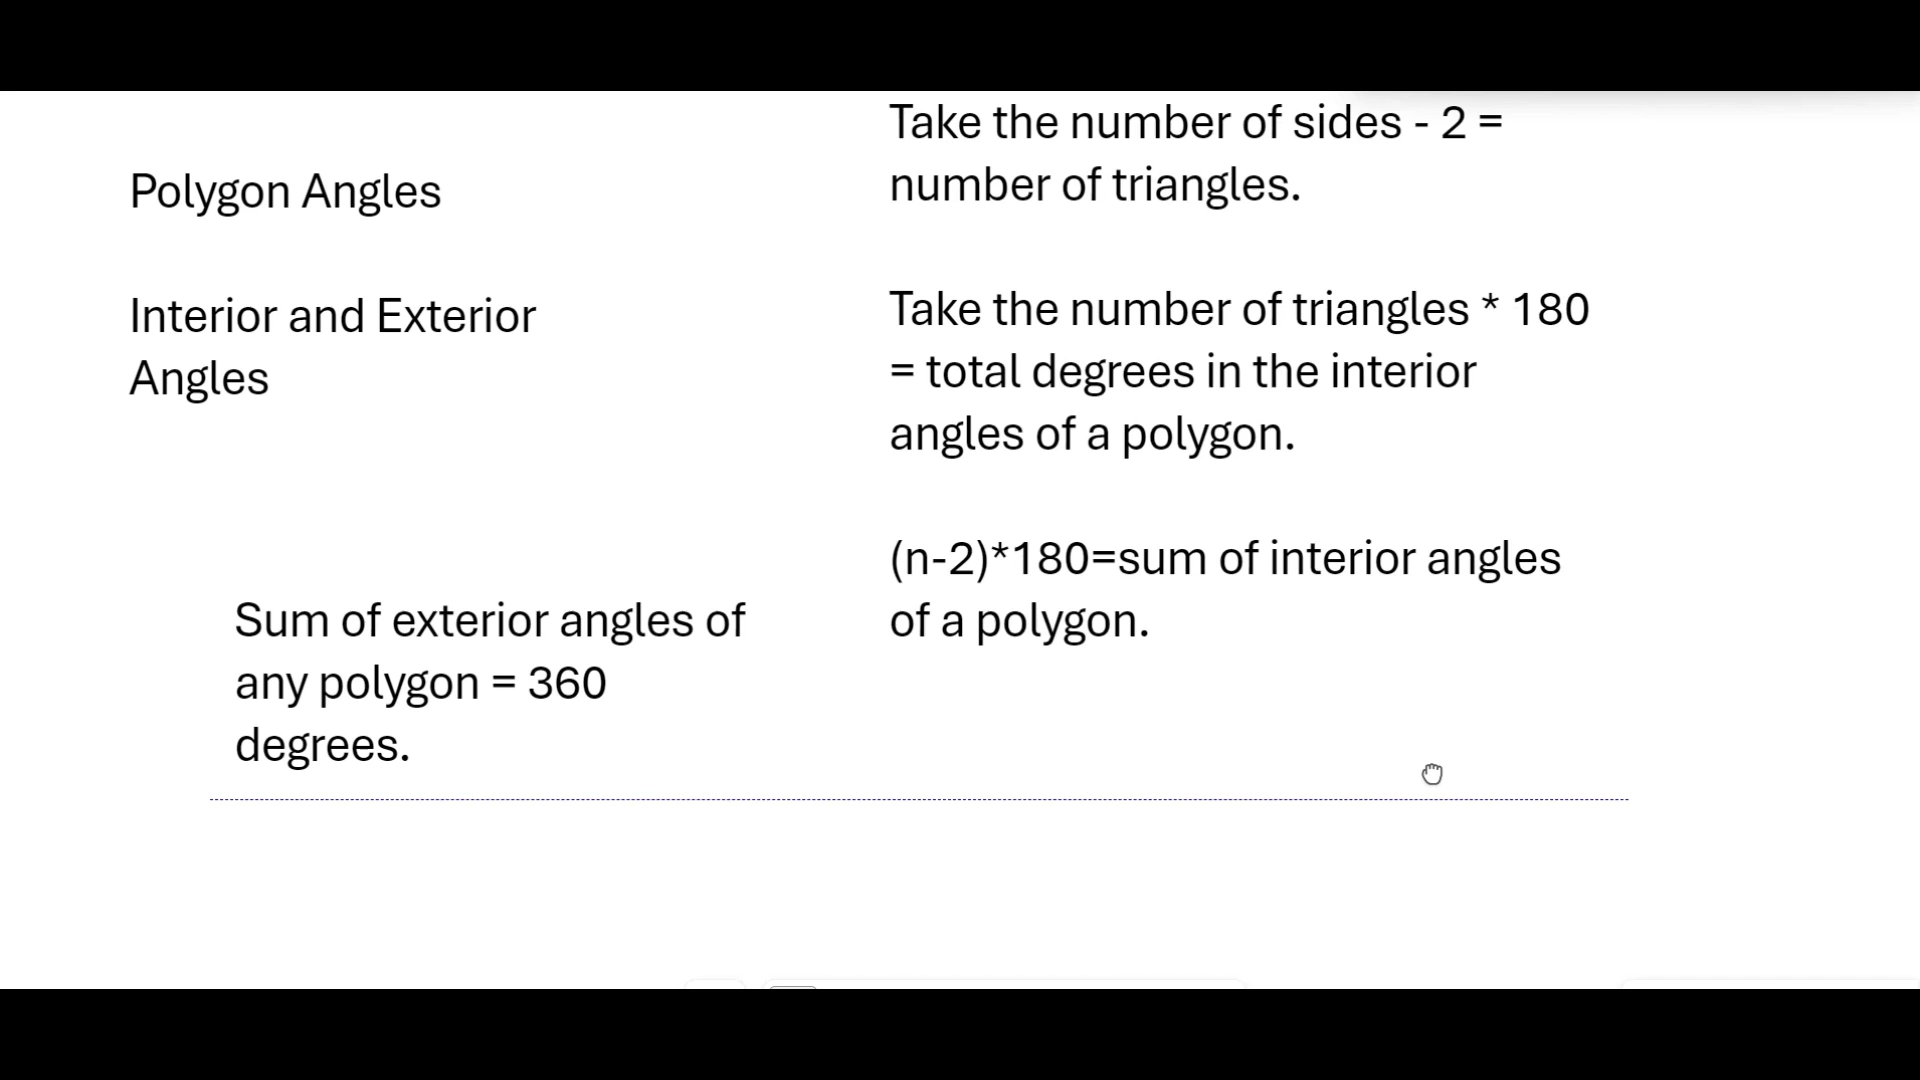 Polygon Angles
Interior and Exterior
Angles
Sum of exterior angles of
any polygon = 360
degrees.
Take the number of sides - 2 =
number of triangles.
Take the number of triangles * 180
= total degrees in the interior
angles of a polygon.
(n-2)*180=sum of interior angles
of a polygon.